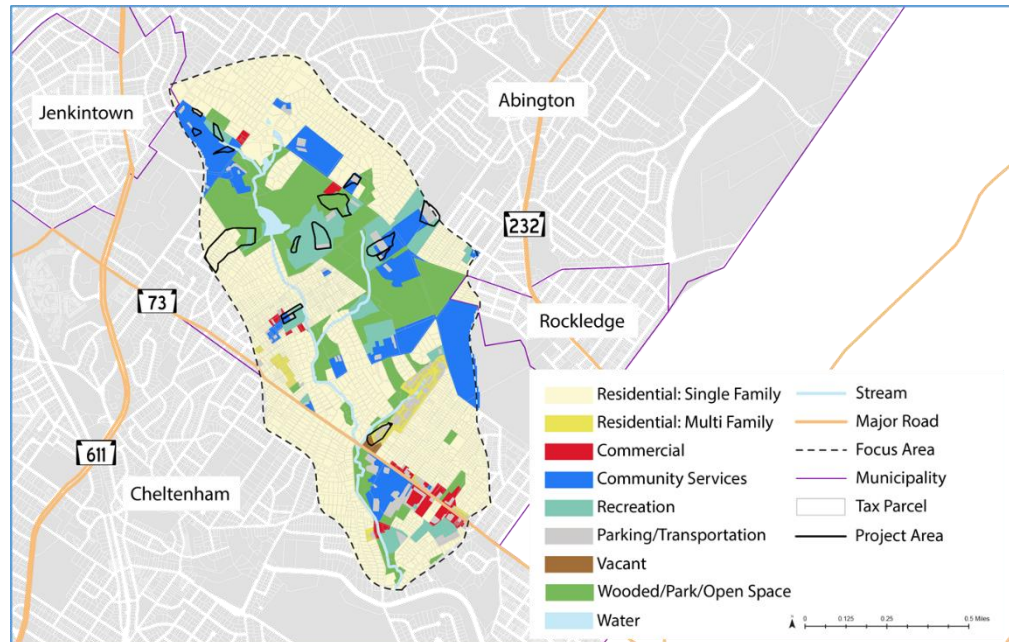 Jenkintown
Abington
232
73
Rockledge
611
Cheltenham
Residential: Single Family
Residential: Multi Family
Commercial
Community Services
Recreation
Parking/Transportation
Vacant
Wooded/Park/Open Space
Water
Stream
Major Road
Focus Area
Municipality
Tax Parcel
Project Area
0 0.125 0.25 0.5 Miles